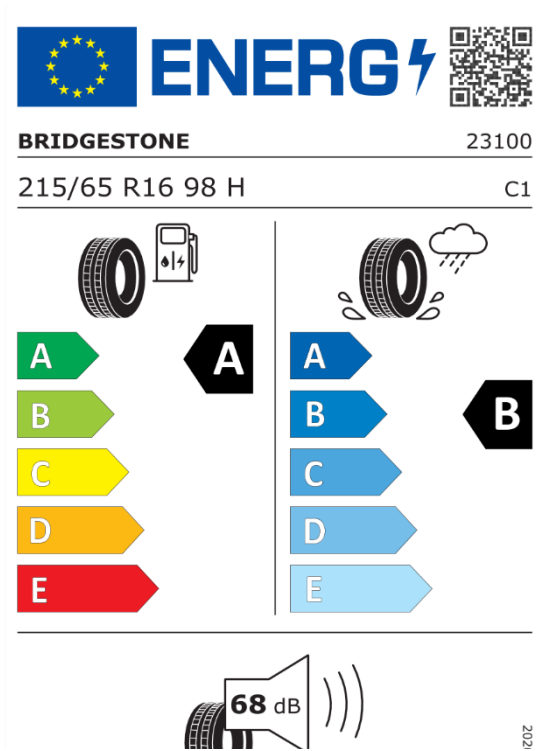 ENERG
BRIDGESTONE 23100
215/65 R16 98 H C1
A A
B
C
D
E
A
B B
C
D
E
68 dB